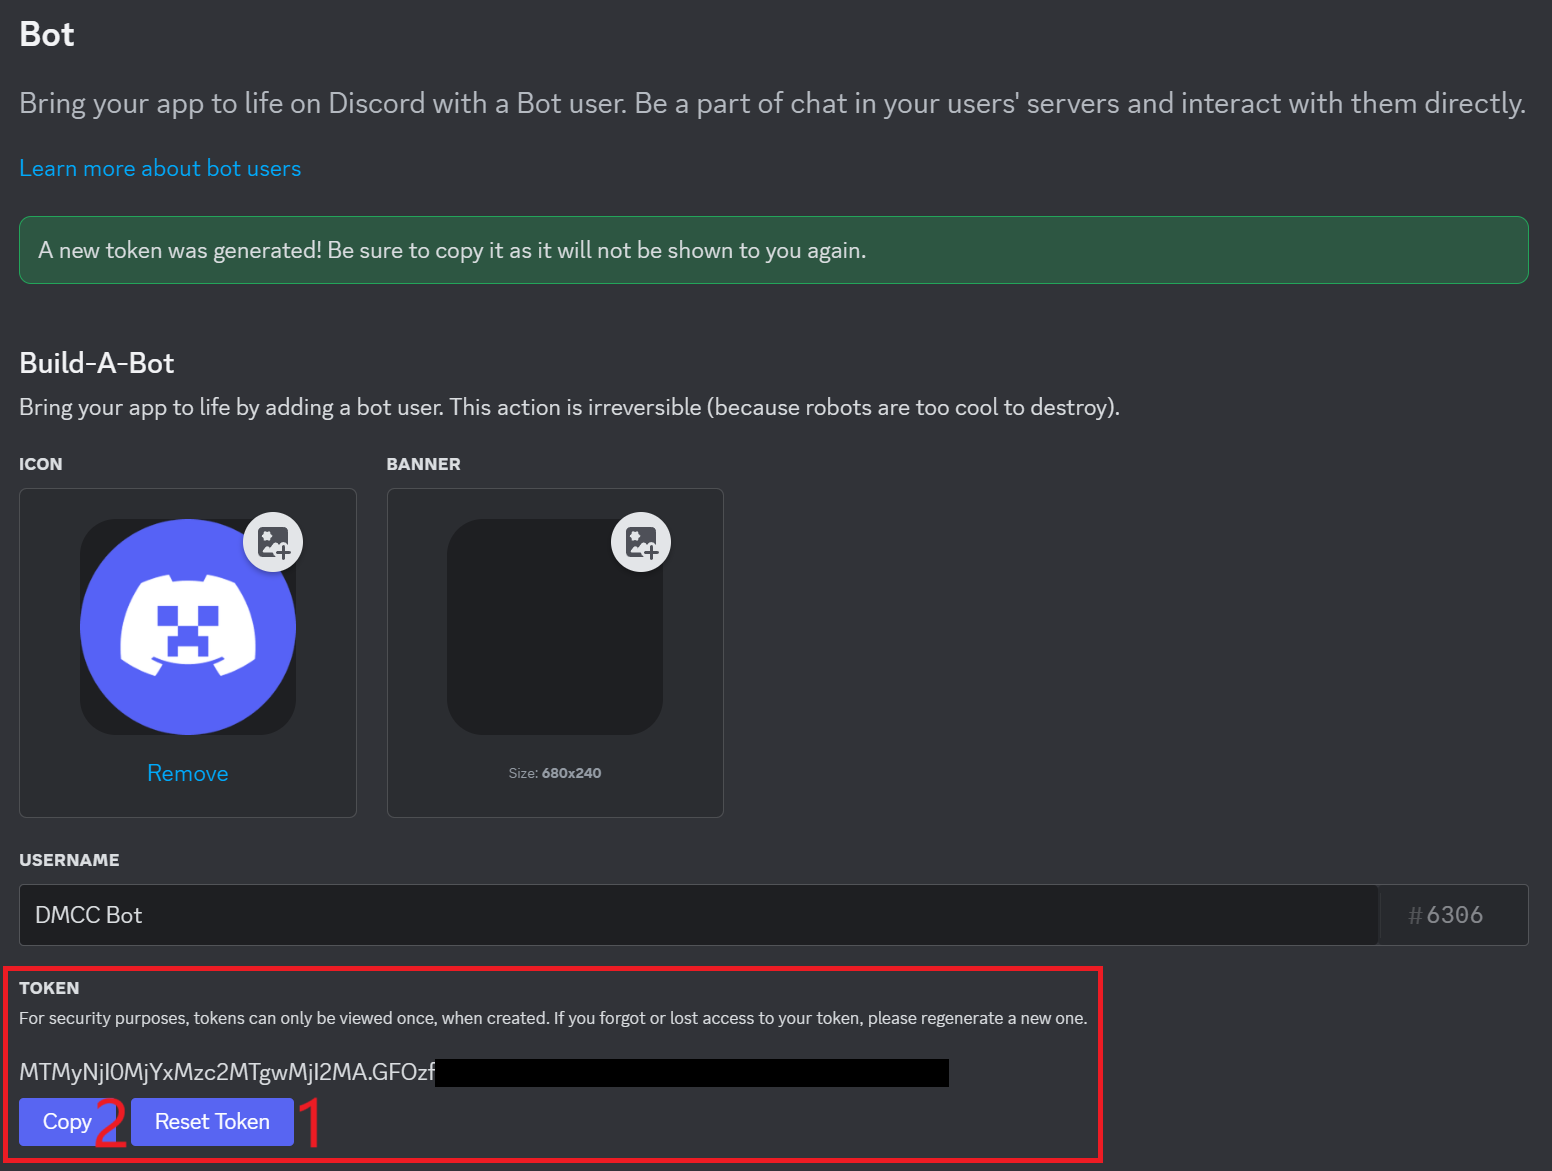 Bot
Bring your app to life on Discord with a Bot user. Be a part of chat in your users' servers and interact with them directly.
Learn more about bot users
A new token was generated! Be sure to copy it as it will not be shown to you again.
Build-A-Bot
Bring your app to life by adding a bot user. This action is irreversible (because robots are too cool to destroy).
ICON
BANNER
Remove
Size: 680x240
USERNAME
DMCC Bot
#6306
TOKEN
For security purposes, tokens can only be viewed once, when created. If you forgot or lost access to your token, please regenerate a new one.
MTMyNjI0MjYxMzc2MTgwMjI2MA.GFOzf
Copy 2 Reset Token 1